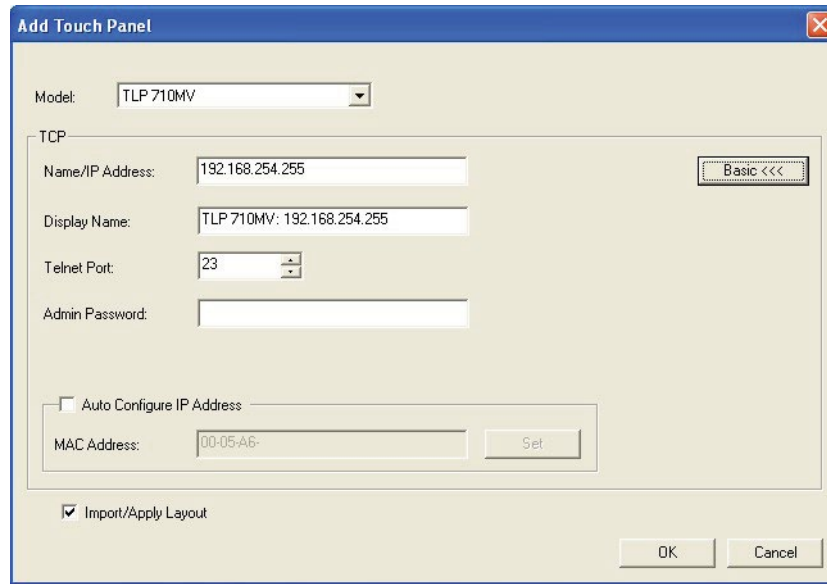 Add Touch Panel
Model: TLP 710MV
TCP
Name/IP Address: 192.168.254.255 Basic <<<
Display Name: TLP 710MV: 192.168.254.255
Telnet Port: 23
Admin Password:
Auto Configure IP Address
MAC Address: 00-05-A6- Set
Import/Apply Layout
OK Cancel